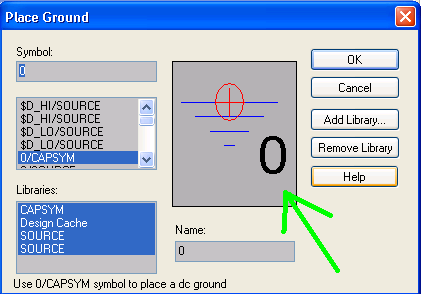 Place Ground
Symbol:
0
$D_HI/SOURCE
$D_HI/SOURCE
$D_LO/SOURCE
$D_LO/SOURCE
0/CAPSYM
Libraries:
CAPSYM
Design Cache
SOURCE
SOURCE
0
Name:
0
OK
Cancel
Add Library...
Remove Library
Help
Use 0/CAPSYM symbol to place a dc ground